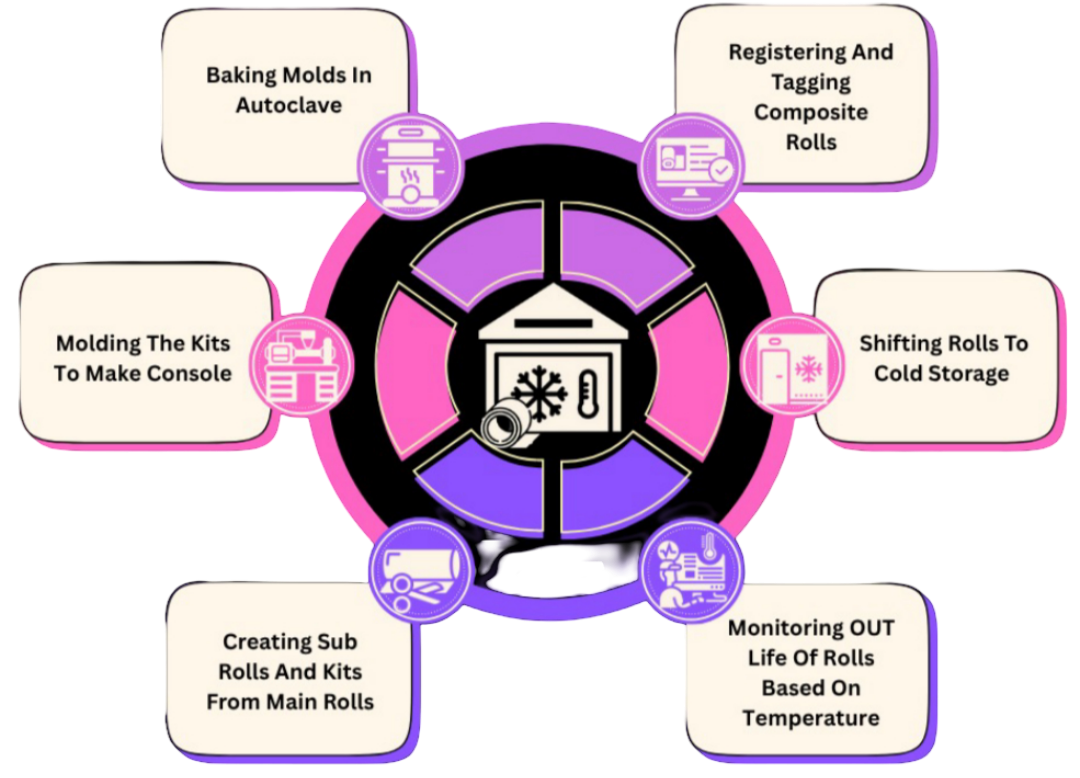 Baking Molds In
Autoclave
Registering And
Tagging
Composite
Rolls
Molding The Kits
To Make Console
Shifting Rolls To
Cold Storage
Creating Sub
Rolls And Kits
From Main Rolls
Monitoring OUT
Life Of Rolls
Based On
Temperature